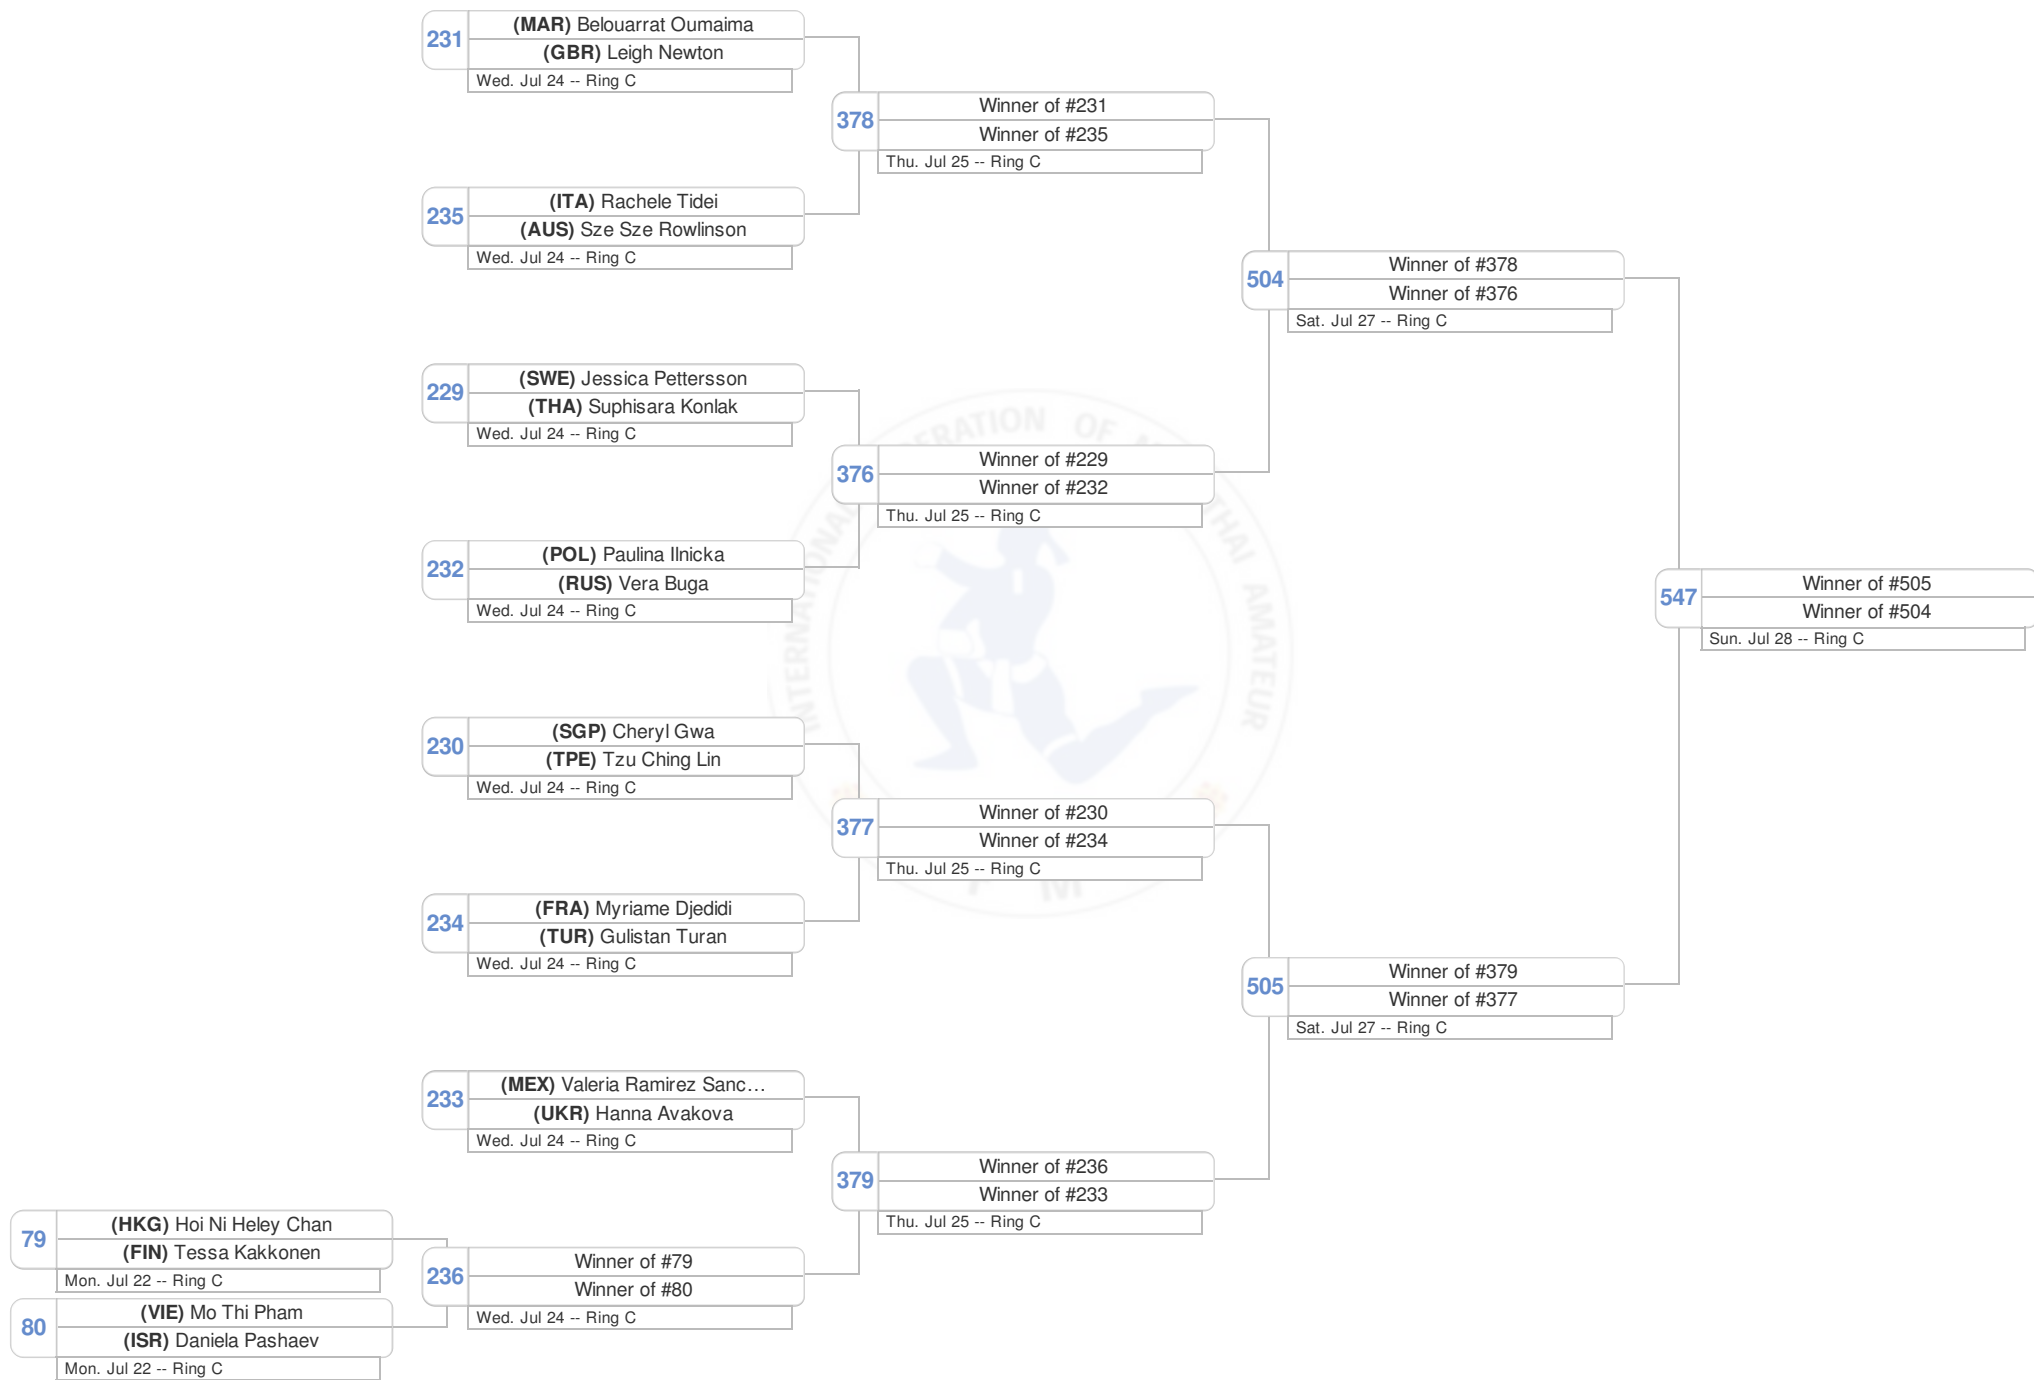 231
(MAR) Belouarrat Oumaima
(GBR) Leigh Newton
Wed. Jul 24 -- Ring C
378
Winner of #231
Winner of #235
Thu. Jul 25 -- Ring C
235
(ITA) Rachele Tidei
(AUS) Sze Sze Rowlinson
Wed. Jul 24 -- Ring C
504
Winner of #378
Winner of #376
Sat. Jul 27 -- Ring C
229
(SWE) Jessica Pettersson
(THA) Suphisara Konlak
Wed. Jul 24 -- Ring C
376
Winner of #229
Winner of #232
Thu. Jul 25 -- Ring C
232
(POL) Paulina Ilnicka
(RUS) Vera Buga
Wed. Jul 24 -- Ring C
547
Winner of #505
Winner of #504
Sun. Jul 28 -- Ring C
230
(SGP) Cheryl Gwa
(TPE) Tzu Ching Lin
Wed. Jul 24 -- Ring C
377
Winner of #230
Winner of #234
Thu. Jul 25 -- Ring C
234
(FRA) Myriame Djedidi
(TUR) Gulistan Turan
Wed. Jul 24 -- Ring C
505
Winner of #379
Winner of #377
Sat. Jul 27 -- Ring C
233
(MEX) Valeria Ramirez Sanc...
(UKR) Hanna Avakova
Wed. Jul 24 -- Ring C
379
Winner of #236
Winner of #233
Thu. Jul 25 -- Ring C
79
(HKG) Hoi Ni Heley Chan
(FIN) Tessa Kakkonen
Mon. Jul 22 -- Ring C
236
Winner of #79
Winner of #80
Wed. Jul 24 -- Ring C
80
(VIE) Mo Thi Pham
(ISR) Daniela Pashaev
Mon. Jul 22 -- Ring C
INTERNATIONAL OF THAI AMATEUR